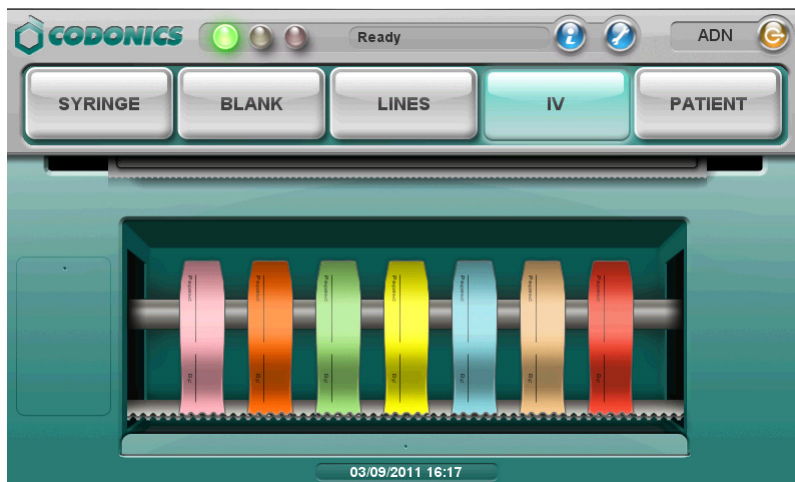 CODONICS
Ready
ADN
SYRINGE
BLANK
LINES
IV
PATIENT
03/09/2011 16:17